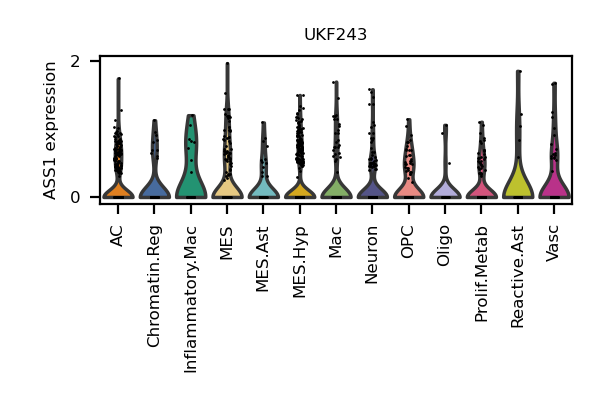 UKF243
ASS1 expression
2
0
AC
Chromatin.Reg
Inflammatory.Mac
MES
MES.Ast
MES.Hyp
Mac
Neuron
OPC
Oligo
Prolif.Metab
Reactive.Ast
Vasc